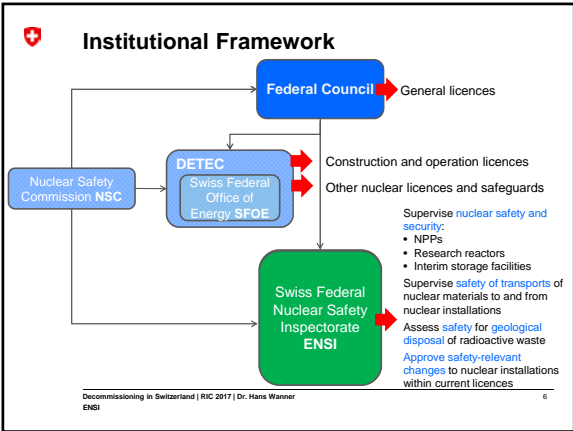 Institutional Framework
Federal Council
General licences
DETEC
Swiss Federal
Office of
Energy SFOE
Construction and operation licences
Other nuclear licences and safeguards
Nuclear Safety
Commission NSC
Swiss Federal
Nuclear Safety
Inspectorate
ENSI
Supervise nuclear safety and
security:
• NPPs
• Research reactors
• Interim storage facilities
Supervise safety of transports of
nuclear materials to and from
nuclear installations
Assess safety for geological
disposal of radioactive waste
Approve safety-relevant
changes to nuclear installations
within current licences
Decommissioning in Switzerland | RIC 2017 | Dr. Hans Wanner
ENSI
6